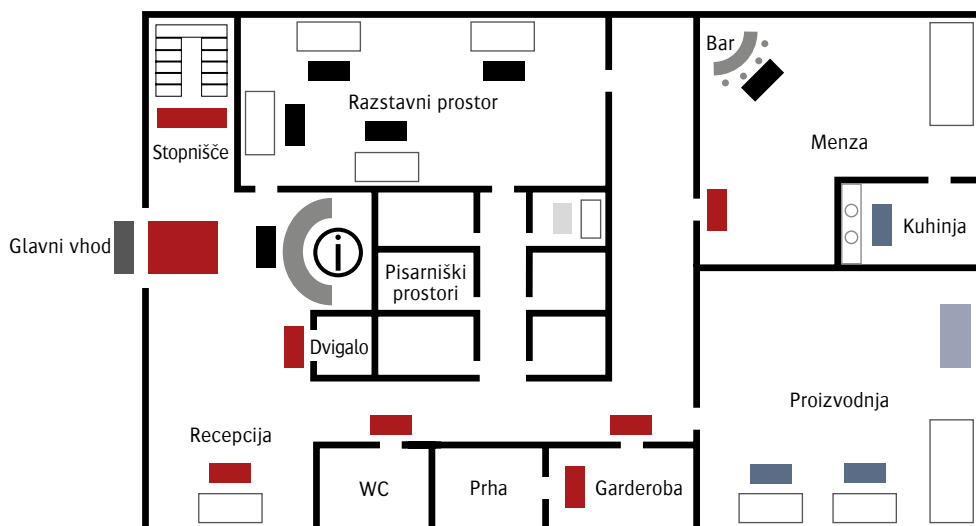 Bar
Razstavni prostor
Menza
Stopnišče
Glavni vhod
i
Kuhinja
Pisarniški
prostori
Dvigalo
Proizvodnja
Recepcija
WC
Prha
Garderoba